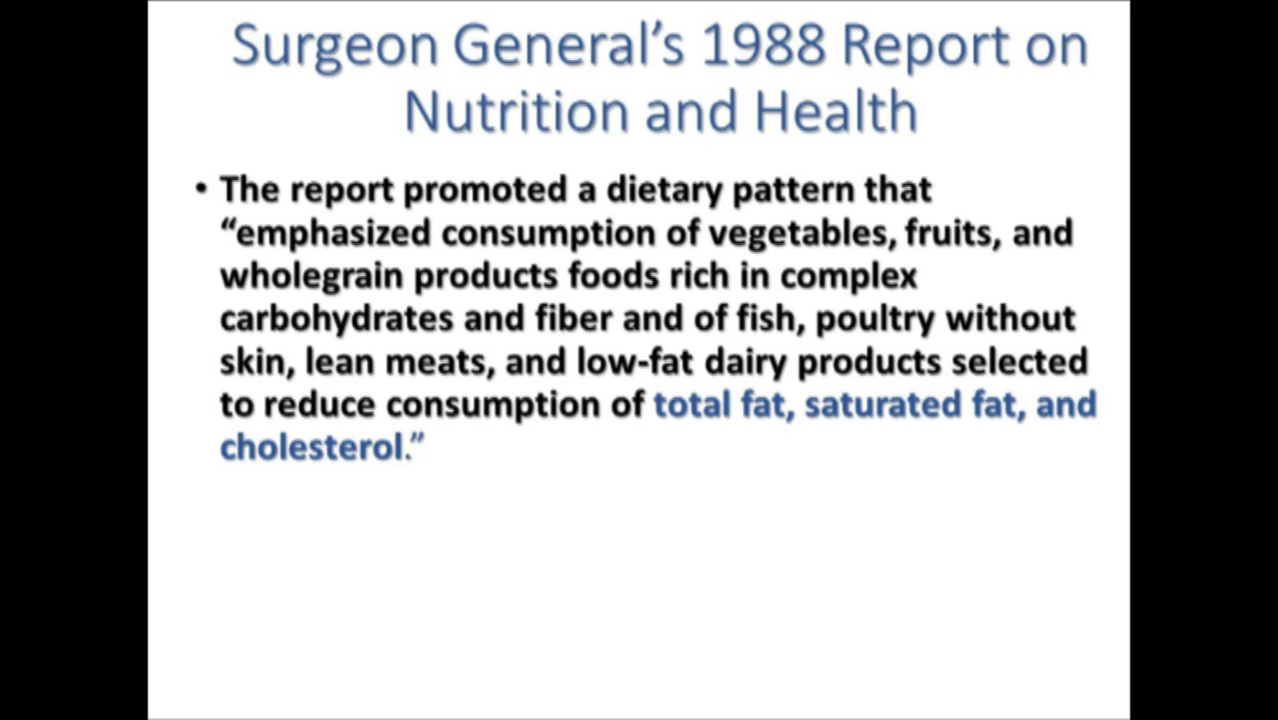 Surgeon General’s 1988 Report on
Nutrition and Health
• The report promoted a dietary pattern that
“emphasized consumption of vegetables, fruits, and
wholegrain products foods rich in complex
carbohydrates and fiber and of fish, poultry without
skin, lean meats, and low-fat dairy products selected
to reduce consumption of total fat, saturated fat, and
cholesterol.”